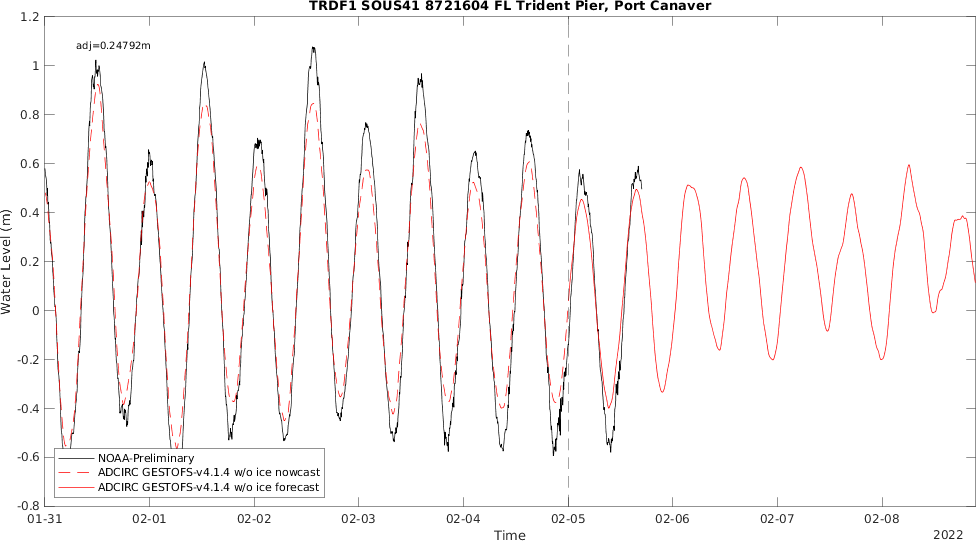 TRDF1 SOUS41 8721604 FL Trident Pier, Port Canaver
1.2
adj=0.24792m
1
0.8
0.6
0.4
0.2
0
-0.2
-0.4
-0.6
-0.8
Water Level (m)
NOAA-Preliminary
ADCIRC GESTOFS-v4.1.4 w/o ice nowcast
ADCIRC GESTOFS-v4.1.4 w/o ice forecast
01-31 02-01 02-02 02-03 02-04 02-05 02-06 02-07 02-08
Time
2022